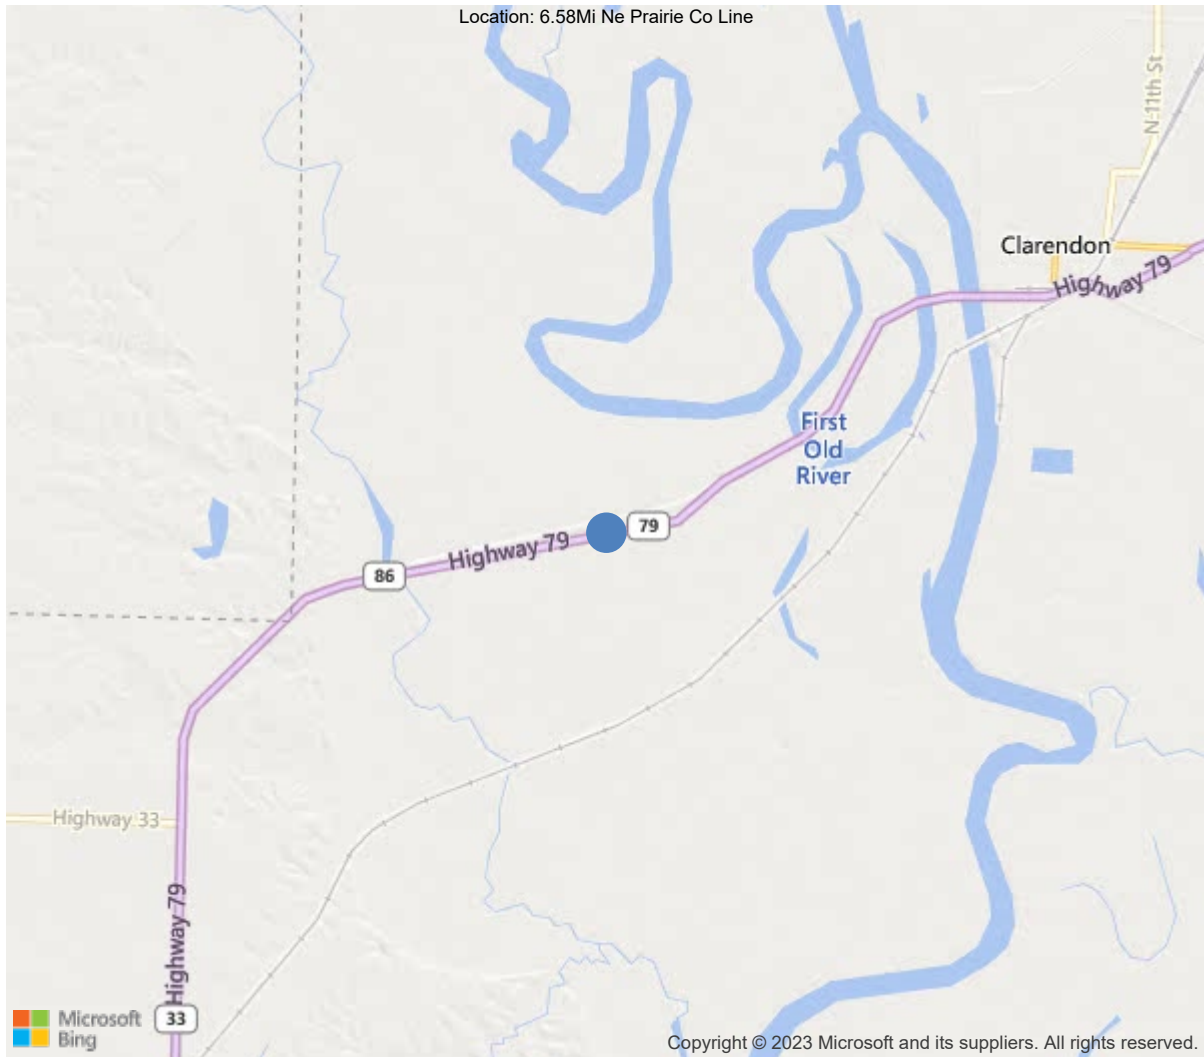 Location: 6.58Mi Ne Prairie Co Line
N 11th St
Clarendon
Highway 79
First
Old
River
79
Highway 79
86
Highway 33
Highway 79
33
Microsoft
Bing
Copyright © 2023 Microsoft and its suppliers. All rights reserved.